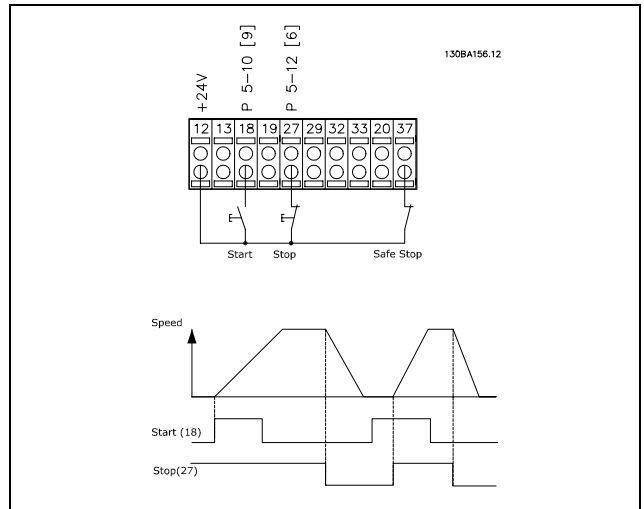 130BA156.12
+24V
P 5-10 [9]
P 5-12 [6]
12 13 18 19 27 29 32 33 20 37
Start Stop Safe Stop
Speed
Start (18)
Stop(27)